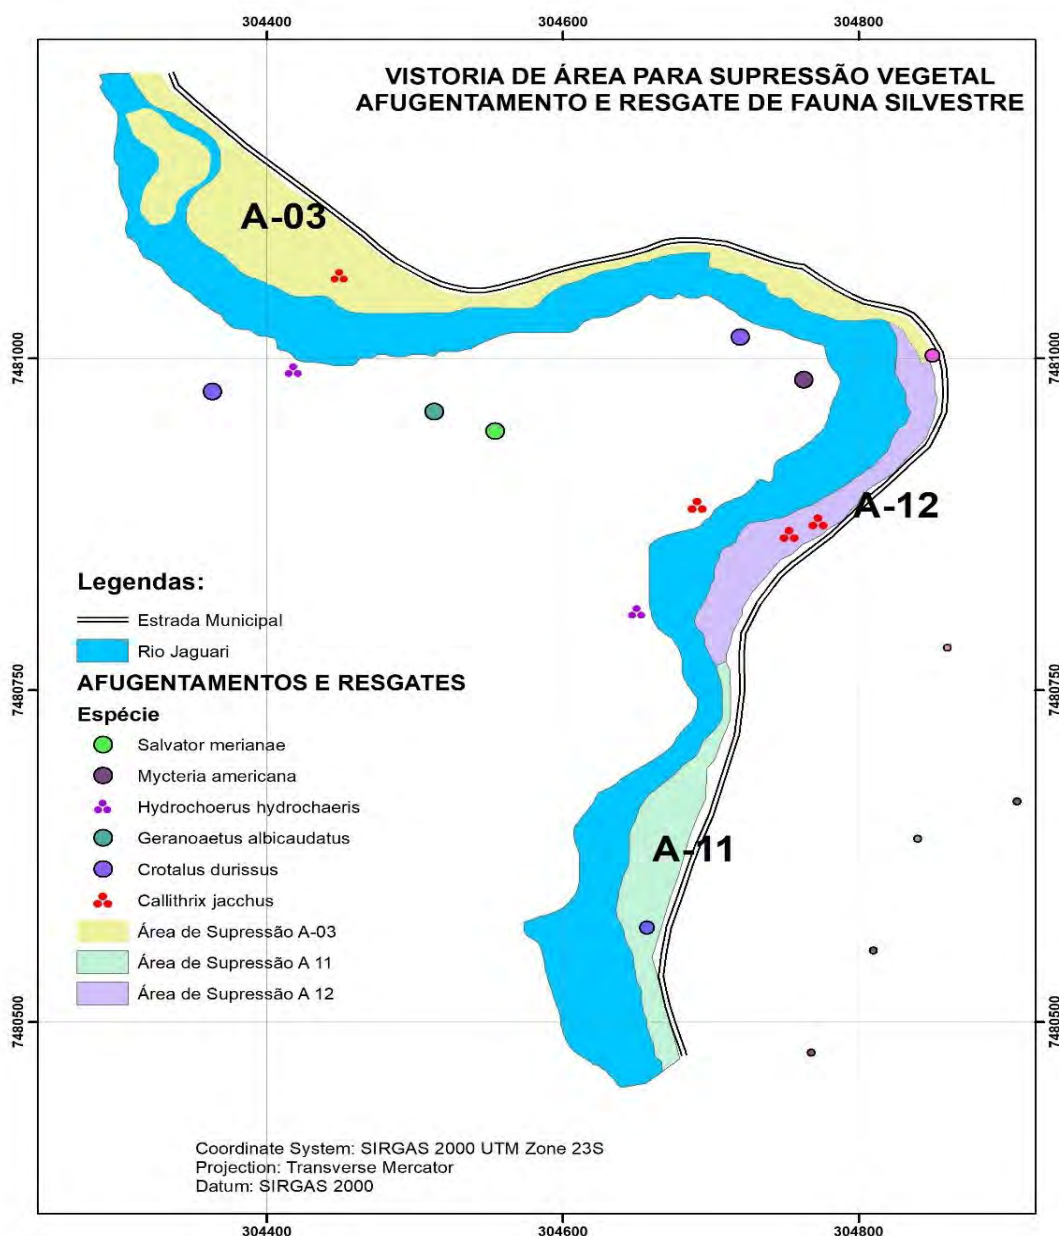 304400
304600
304800
VISTORIA DE ÁREA PARA SUPRESSÃO VEGETAL
AFUGENTAMENTO E RESGATE DE FAUNA SILVESTRE
A-03
7481000
7481000
A-12
Legendas:
Estrada Municipal
Rio Jaguari
AFUGENTAMENTOS E RESGATES
7480750
7480750
Espécie
Salvator merianae
Mycteria americana
Hydrochoerus hydrochaeris
Geranoaetus albicaudatus
A-11
Crotalus durissus
Callithrix jacchus
Área de Supressão A-03
Área de Supressão A 11
Área de Supressão A 12
7480500
7480500
Coordinate System: SIRGAS 2000 UTM Zone 23S
Projection: Transverse Mercator
Datum: SIRGAS 2000
304400
304600
304800